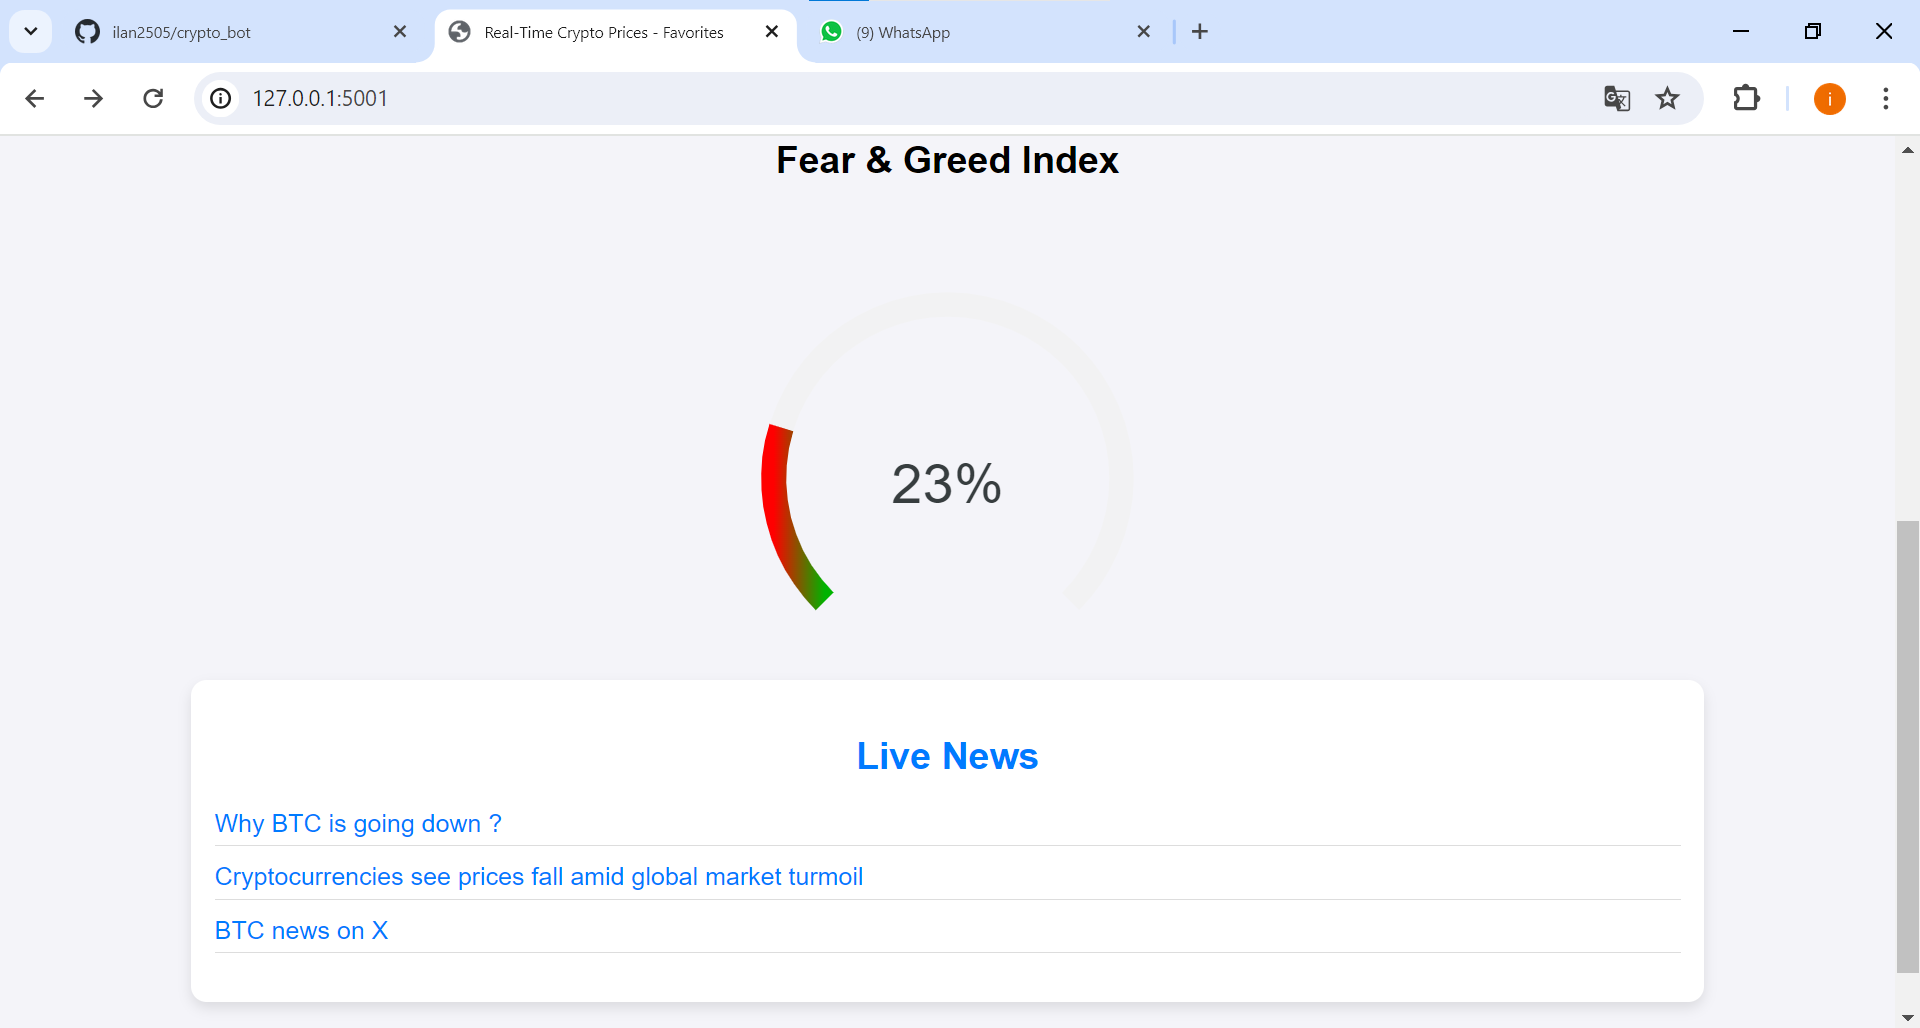 ilan2505/crypto_bot
Real-Time Crypto Prices - Favorites
(9) WhatsApp
127.0.0.1:5001
i
Fear & Greed Index
23%
Live News
Why BTC is going down ?
Cryptocurrencies see prices fall amid global market turmoil
BTC news on X